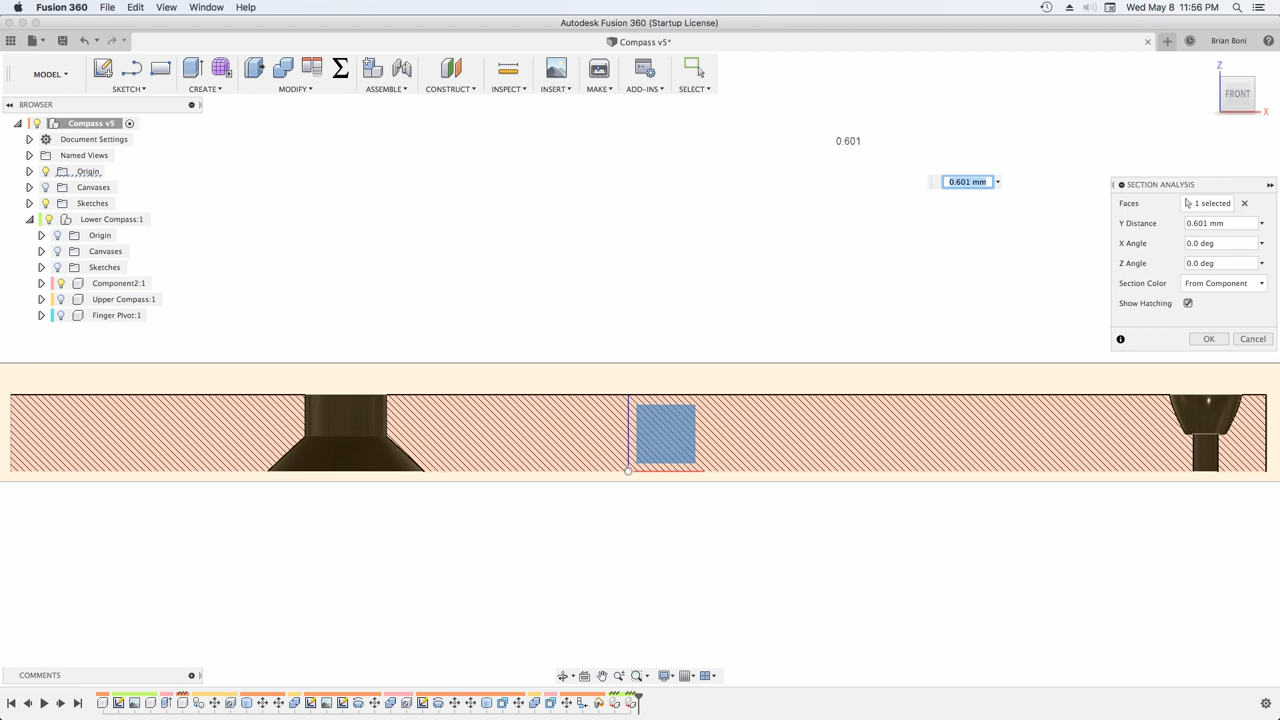 Fusion 360 File Edit View Window Help Wed May 8 11:56 PM
Autodesk Fusion 360 (Startup License)
Compass v5* Brian Boni
MODEL SKETCH CREATE MODIFY ASSEMBLE CONSTRUCT INSPECT INSERT MAKE ADD-INS SELECT
Z
FRONT
X
BROWSER
Compass v5
Document Settings
Named Views
Origin
Canvases
Sketches
Lower Compass:1
Origin
Canvases
Sketches
Component2:1
Upper Compass:1
Finger Pivot:1
0.601
0.601 mm
SECTION ANALYSIS
Faces 1 selected
Y Distance 0.601 mm
X Angle 0.0 deg
Z Angle 0.0 deg
Section Color From Component
Show Hatching
OK Cancel
COMMENTS